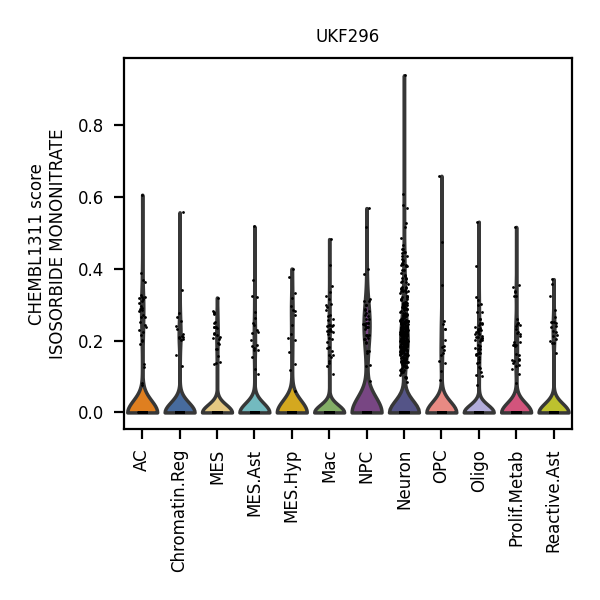 UKF296
CHEMBL1311 score
ISOSORBIDE MONONITRATE
0.8
0.6
0.4
0.2
0.0
AC
Chromatin.Reg
MES
MES.Ast
MES.Hyp
Mac
NPC
Neuron
OPC
Oligo
Prolif.Metab
Reactive.Ast